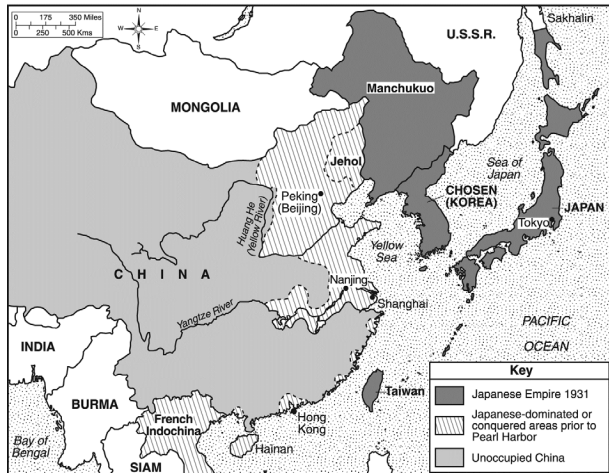 0 175 350 Miles
0 250 500 Kms
N
W E
S
Sakhalin
U.S.S.R.
Manchukuo
MONGOLIA
Jehol
Sea of
Japan
Peking
(Beijing)
CHOSEN
(KOREA)
JAPAN
Tokyo
Huang He
(Yellow River)
Yellow
Sea
CHINA
Nanjing
Shanghai
Yangtze River
PACIFIC
OCEAN
INDIA
BURMA
French
Indochina
Hong
Kong
Taiwan
Bay of
Bengal
Hainan
SIAM
Key
Japanese Empire 1931
Japanese-dominated or
conquered areas prior to
Pearl Harbor
Unoccupied China